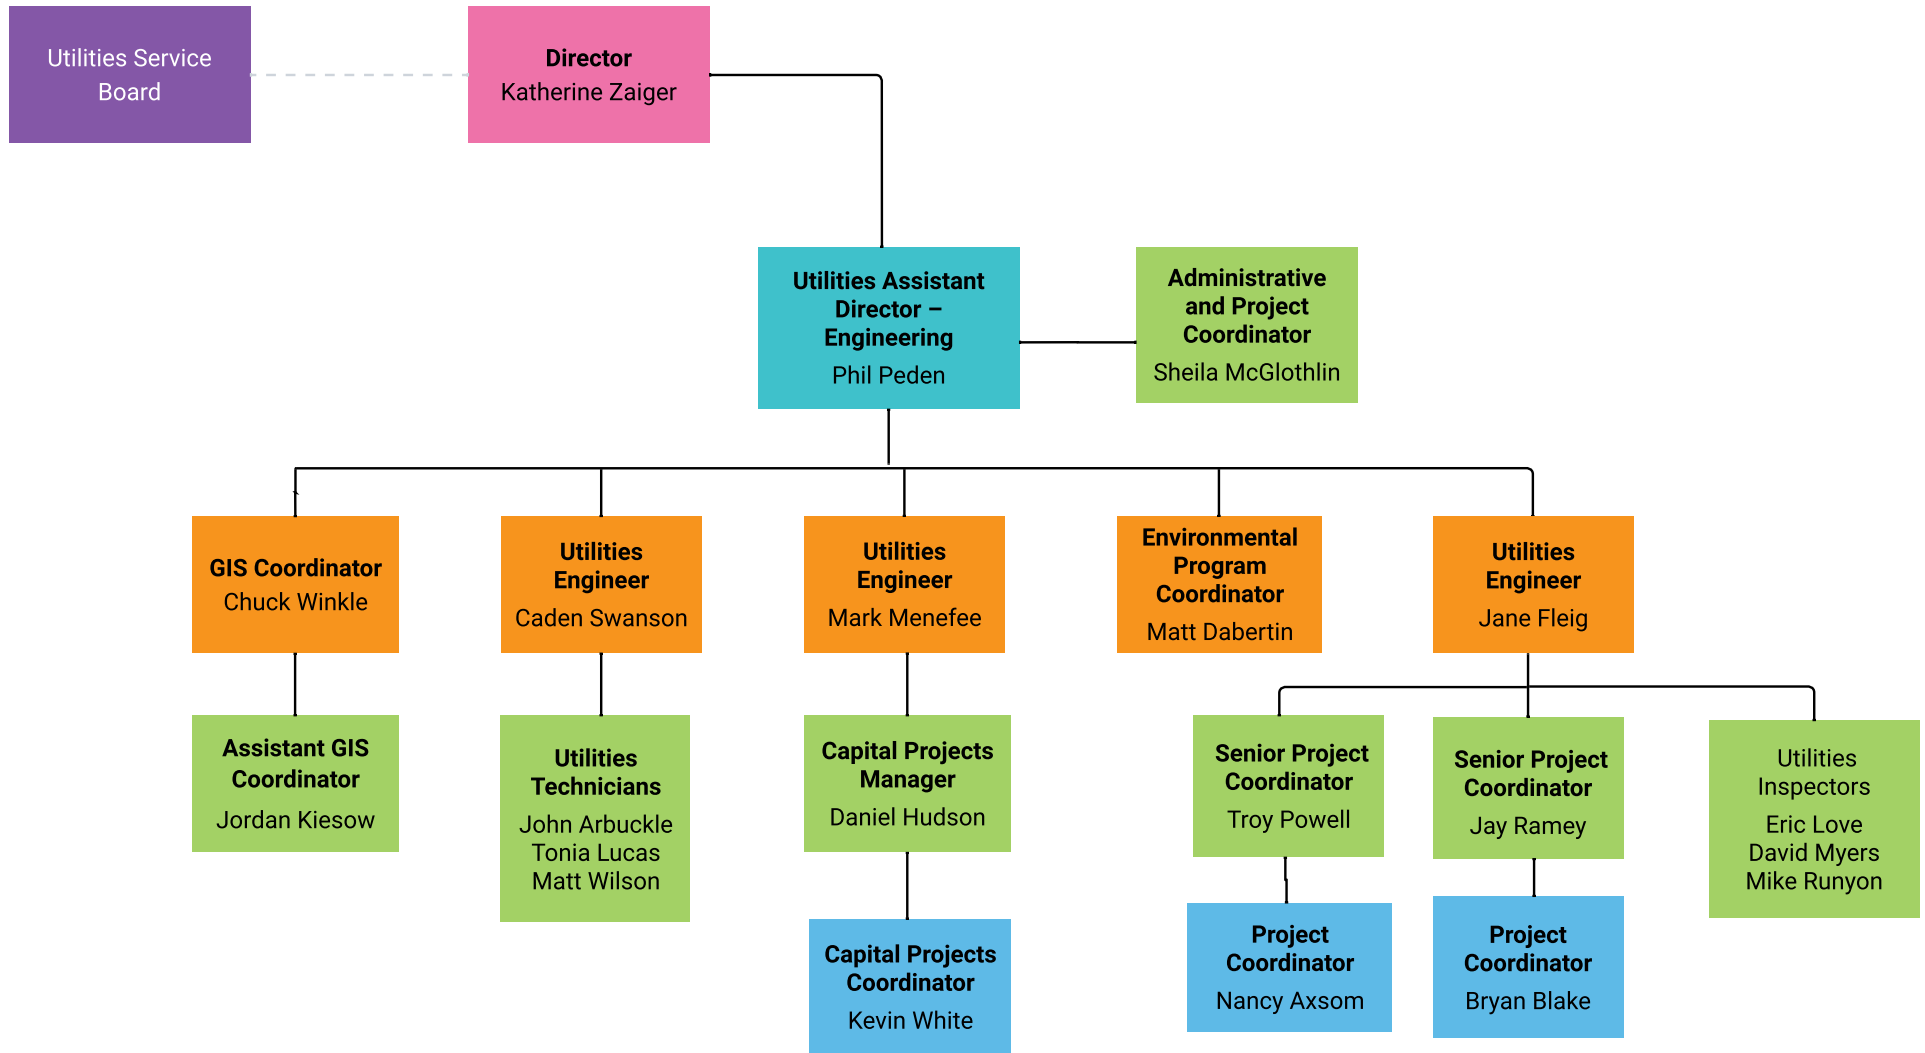 Utilities Service
Board
Director
Katherine Zaiger
Utilities Assistant
Director –
Engineering
Phil Peden
Administrative
and Project
Coordinator
Sheila McGlothlin
GIS Coordinator
Chuck Winkle
Utilities
Engineer
Caden Swanson
Utilities
Engineer
Mark Menefee
Environmental
Program
Coordinator
Matt Dabertin
Utilities
Engineer
Jane Fleig
Assistant GIS
Coordinator
Jordan Kiesow
Utilities
Technicians
John Arbuckle
Tonia Lucas
Matt Wilson
Capital Projects
Manager
Daniel Hudson
Senior Project
Coordinator
Troy Powell
Senior Project
Coordinator
Jay Ramey
Utilities
Inspectors
Eric Love
David Myers
Mike Runyon
Capital Projects
Coordinator
Kevin White
Project
Coordinator
Nancy Axsom
Project
Coordinator
Bryan Blake